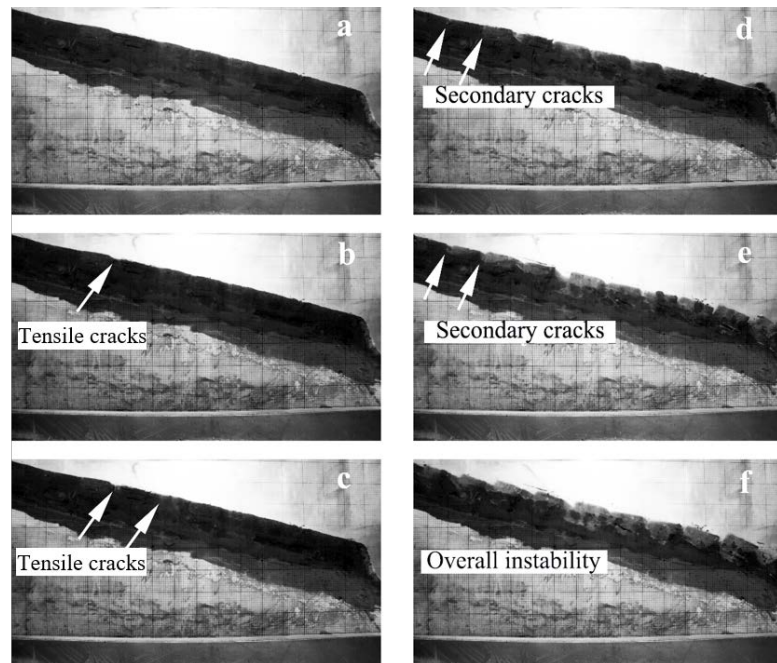 a
b
Tensile cracks
c
Tensile cracks
d
Secondary cracks
e
Secondary cracks
f
Overall instability